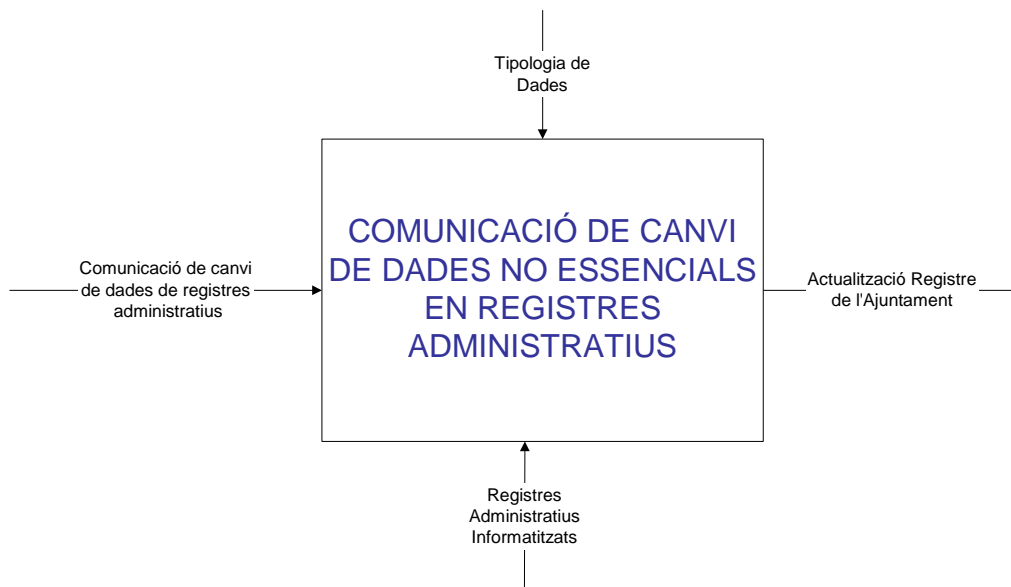 Tipologia de
Dades
COMUNICACIÓ DE CANVI
DE DADES NO ESSENCIALS
EN REGISTRES
ADMINISTRATIUS
Comunicació de canvi
de dades de registres
administratius
Actualització Registre
de l'Ajuntament
Registres
Administratius
Informatitzats